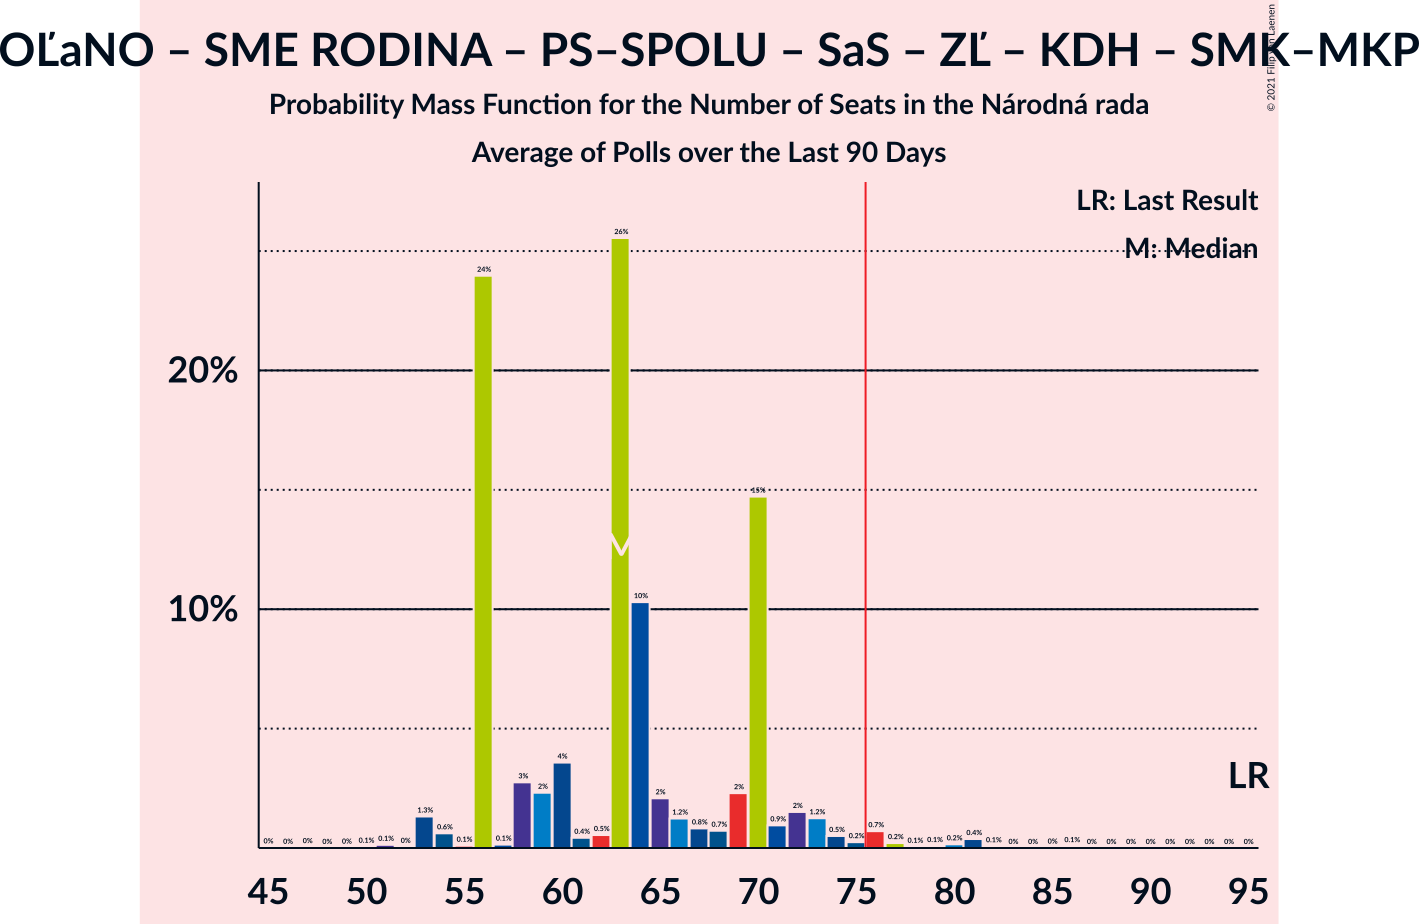 OĽaNO – SME RODINA – PS–SPOLU – SaS – ZĽ – KDH – SMK–MKP
Probability Mass Function for the Number of Seats in the Národná rada
Average of Polls over the Last 90 Days
© 2021 Filip van Laenen
LR: Last Result
M: Median
26%
24%
20%
15%
M
10%
10%
LR
4%
3%
2%
2%
2%
2%
1.3%
1.2%
1.2%
0.6%
0.8%
0.7%
0.9%
0.5%
0.7%
0% 0% 0% 0% 0% 0.1% 0.1% 0% 0.1% 0.1% 0.4% 0.5% 0.2% 0.2% 0.1% 0.1% 0.2% 0.4% 0.1% 0% 0% 0% 0.1% 0% 0% 0% 0% 0% 0% 0% 0% 0%
45 50 55 60 65 70 75 80 85 90 95